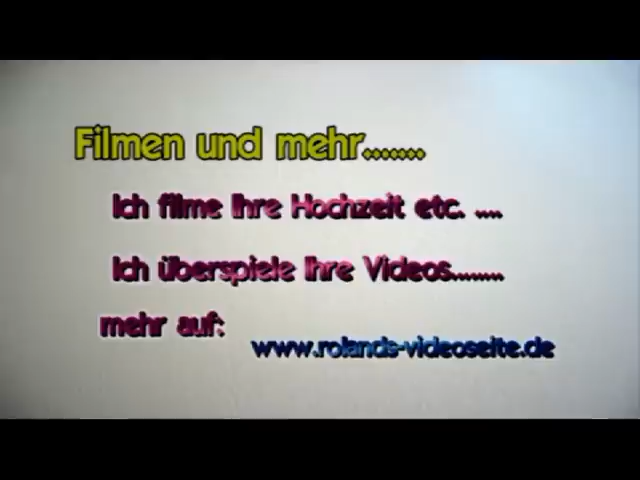 Filmen und mehr.......
Ich filme Ihre Hochzeit etc. ....
Ich überspiele Ihre Videos........
mehr auf:
www.rolands-videoseite.de